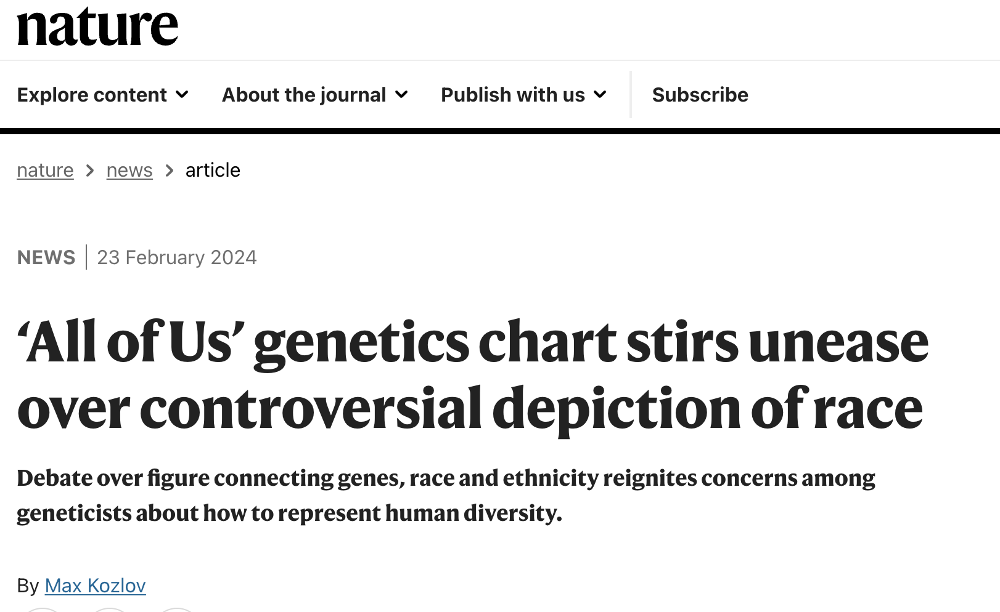 nature
Explore content
About the journal
Publish with us
Subscribe
nature > news > article
NEWS | 23 February 2024
‘All of Us’ genetics chart stirs unease
over controversial depiction of race
Debate over figure connecting genes, race and ethnicity reignites concerns among
geneticists about how to represent human diversity.
By Max Kozlov